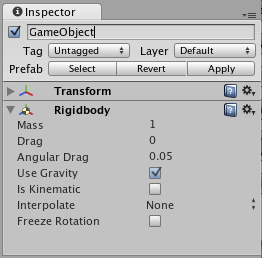 Inspector
GameObject
Tag Untagged Layer Default
Prefab Select Revert Apply
Transform
Rigidbody
Mass 1
Drag 0
Angular Drag 0.05
Use Gravity
Is Kinematic
Interpolate None
Freeze Rotation